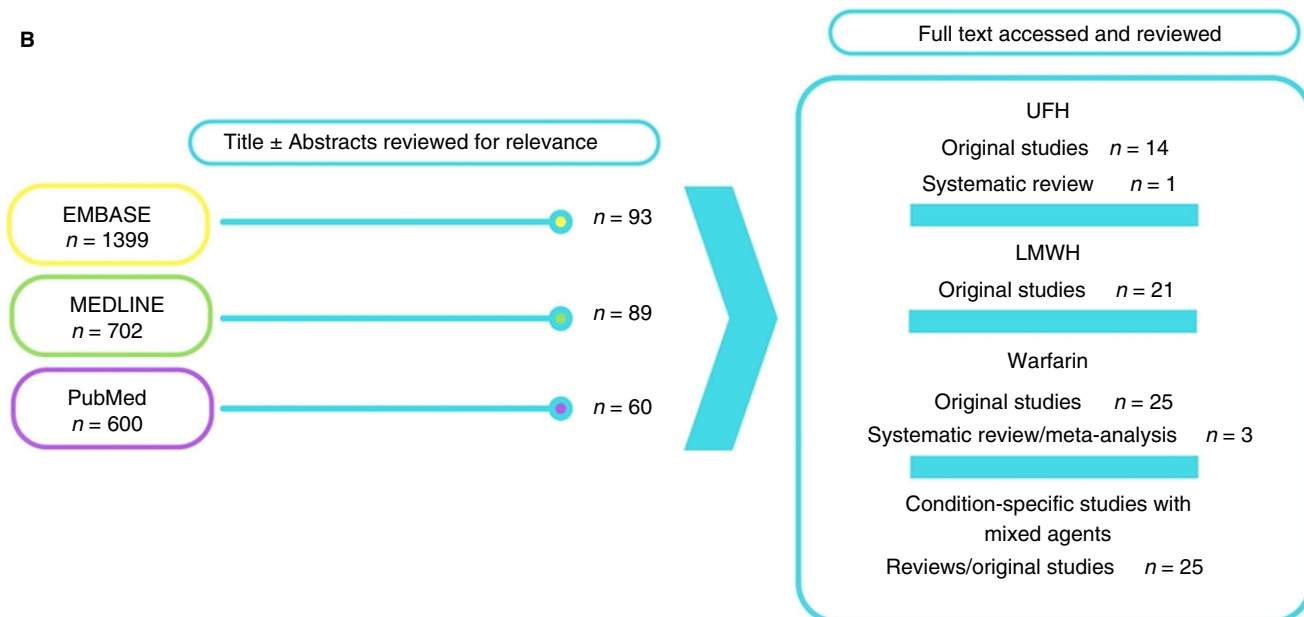 B
Title ± Abstracts reviewed for relevance
EMBASE
n = 1399
n = 93
MEDLINE
n = 702
n = 89
PubMed
n = 600
n = 60
Full text accessed and reviewed
UFH
Original studies n = 14
Systematic review n = 1
LMWH
Original studies n = 21
Warfarin
Original studies n = 25
Systematic review/meta-analysis n = 3
Condition-specific studies with
mixed agents
Reviews/original studies n = 25